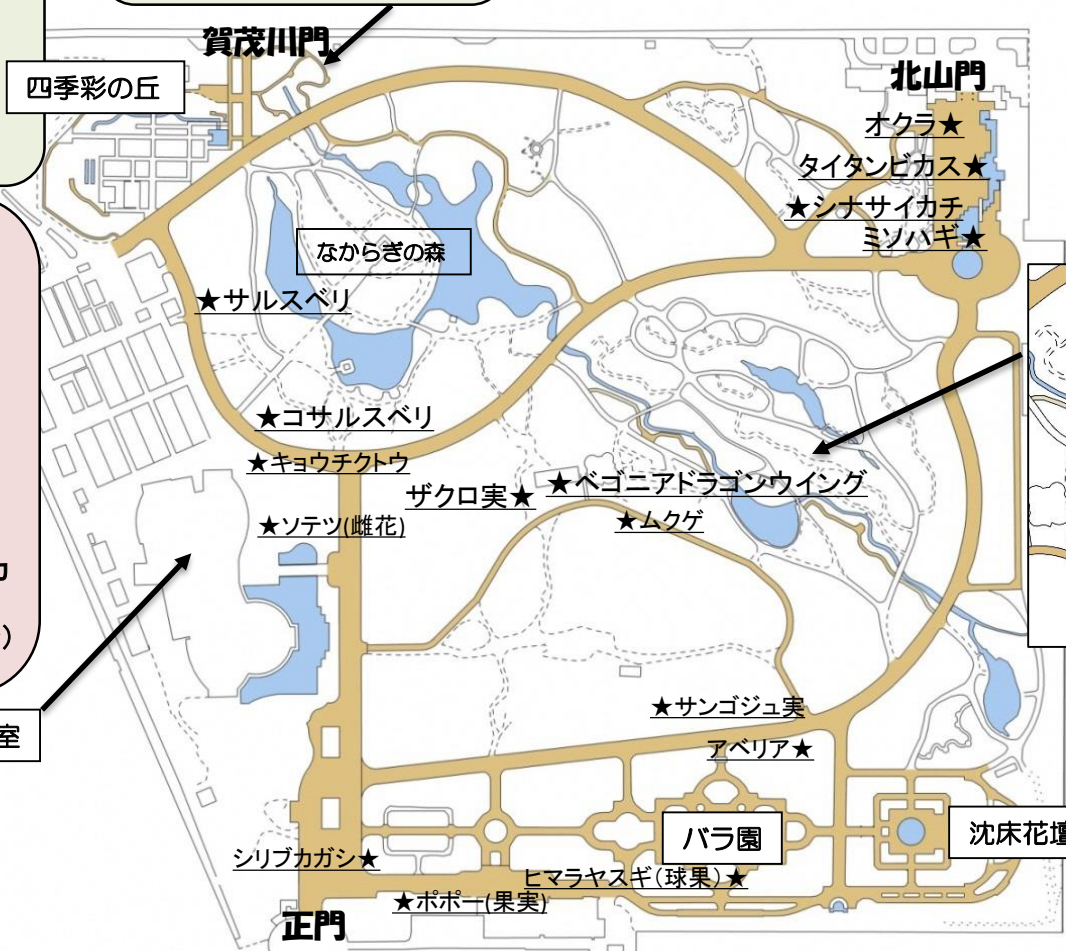 賀茂川門
四季彩の丘
北山門
オクラ★
タイタンビカス★
★シナサイカチ
ミソハギ★
なからぎの森
★サルスベリ
★コサルスベリ
★キョウチクトウ
ザクロ実★
★ベゴニアドラゴンウイング
★ソテツ(雌花)
★ムクゲ
カ
)
室
★サンゴジュ実
アベリア★
バラ園
沈床花壇
シリブカガシ★
ヒマラヤスギ(球果)★
★ポポー(果実)
正門